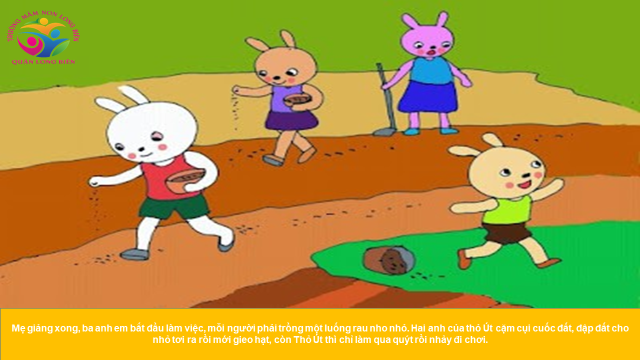 TRƯỜNG MẦM NON LONG BIÊN
QUẬN LONG BIÊN
Mẹ giảng xong, ba anh em bắt đầu làm việc, mỗi người phải trồng một luống rau nho nhỏ. Hai anh của thỏ Út cặm cụi cuốc đất, đập đất cho
nhỏ tơi ra rồi mới gieo hạt, còn Thỏ Út thì chỉ làm qua quýt rồi nhảy đi chơi.